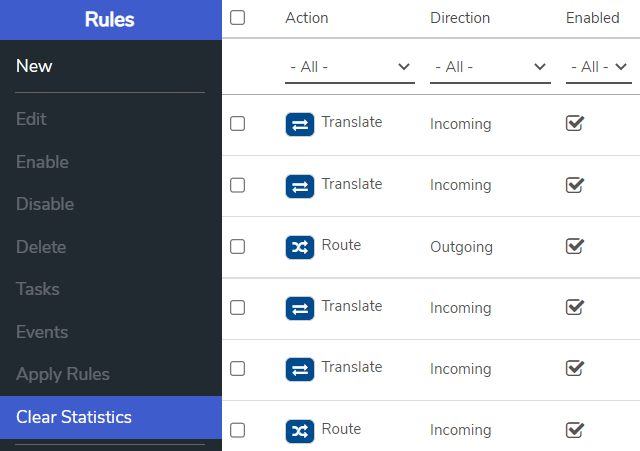 Rules
New
Edit
Enable
Disable
Delete
Tasks
Events
Apply Rules
Clear Statistics
Action Direction Enabled
- All - - All - - All -
Translate Incoming
Translate Incoming
Route Outgoing
Translate Incoming
Translate Incoming
Route Incoming